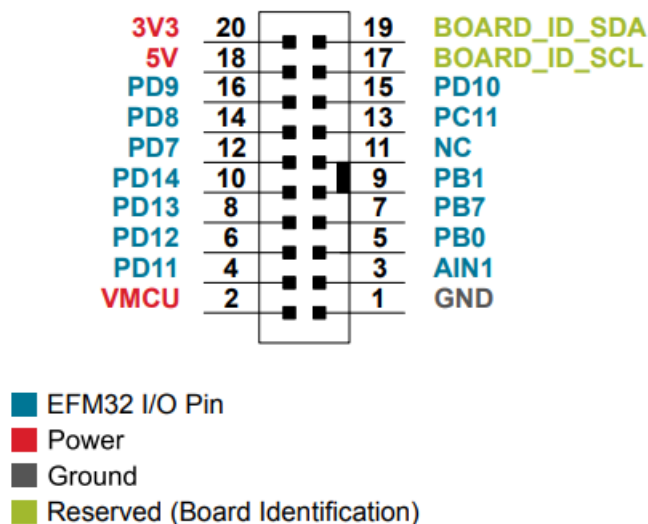 3V3 20 19 BOARD_ID_SDA
5V 18 17 BOARD_ID_SCL
PD9 16 15 PD10
PD8 14 13 PC11
PD7 12 11 NC
PD14 10 9 PB1
PD13 8 7 PB7
PD12 6 5 PB0
PD11 4 3 AIN1
VMCU 2 1 GND
EFM32 I/O Pin
Power
Ground
Reserved (Board Identification)